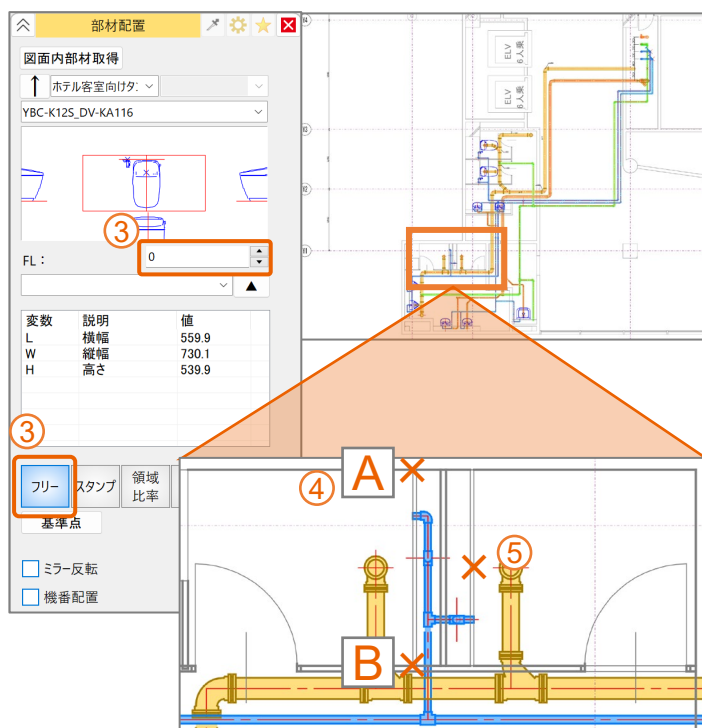 部材配置
図面内部材取得
ホテル客室向けタ:
YBC-K12S_DV-KA116
③
FL：
0
変数 説明 値
L 横幅 559.9
W 縦幅 730.1
H 高さ 539.9
③
フリー
スタンプ
領域
比率
基準点
ミラー反転
機番配置
ELV
6人乗
ELV
6人乗
④
A
⑤
B